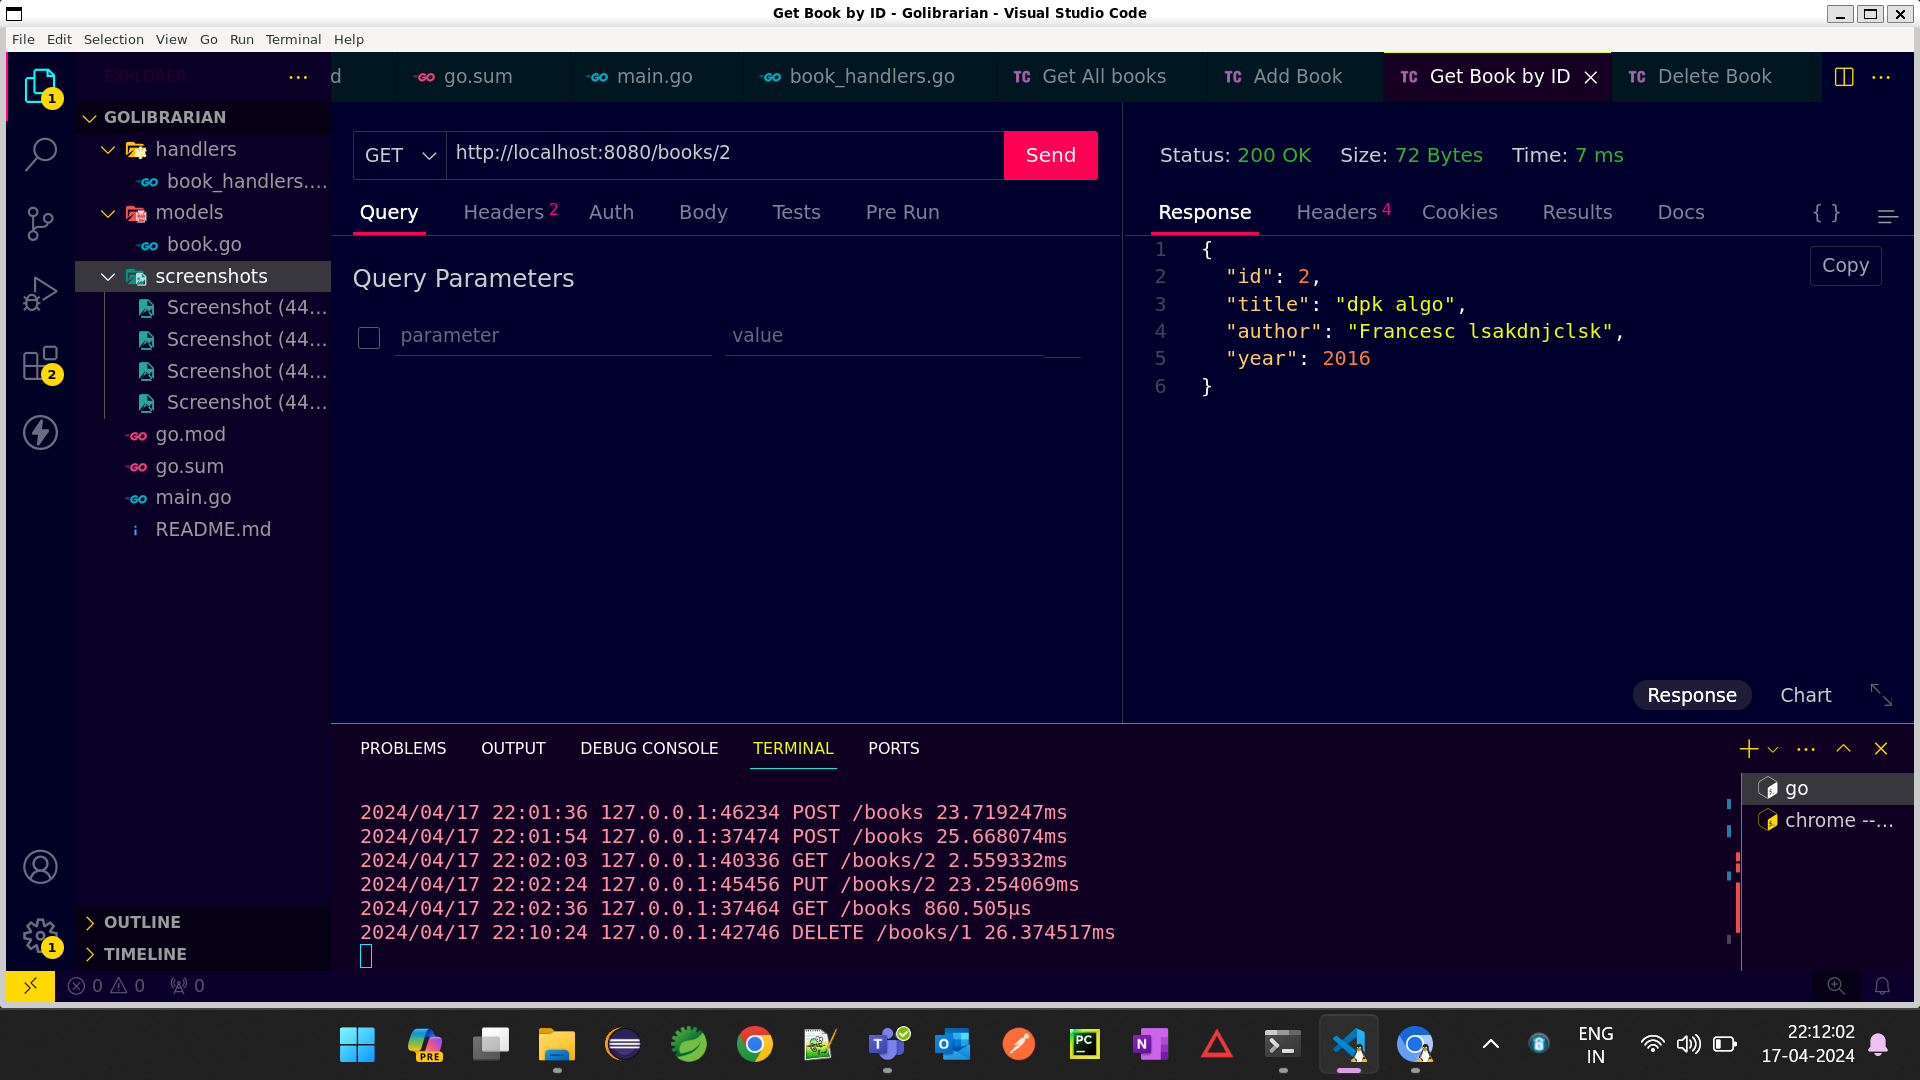 Get Book by ID - Golibrarian - Visual Studio Code
File Edit Selection View Go Run Terminal Help
EXPLORER
d go.sum main.go book_handlers.go TC Get All books TC Add Book TC Get Book by ID TC Delete Book
GOLIBRARIAN
handlers
book_handlers....
models
book.go
screenshots
Screenshot (44...
Screenshot (44...
Screenshot (44...
Screenshot (44...
go.mod
go.sum
main.go
README.md
OUTLINE
TIMELINE
1
2
1
GET http://localhost:8080/books/2 Send
Query Headers 2 Auth Body Tests Pre Run
Query Parameters
parameter value
Status: 200 OK Size: 72 Bytes Time: 7 ms
Response Headers 4 Cookies Results Docs { }
Copy
1 {
2 "id": 2,
3 "title": "dpk algo",
4 "author": "Francesc lsakdnjclsk",
5 "year": 2016
6 }
Response Chart
PROBLEMS OUTPUT DEBUG CONSOLE TERMINAL PORTS
2024/04/17 22:01:36 127.0.0.1:46234 POST /books 23.719247ms
2024/04/17 22:01:54 127.0.0.1:37474 POST /books 25.668074ms
2024/04/17 22:02:03 127.0.0.1:40336 GET /books/2 2.559332ms
2024/04/17 22:02:24 127.0.0.1:45456 PUT /books/2 23.254069ms
2024/04/17 22:02:36 127.0.0.1:37464 GET /books 860.505µs
2024/04/17 22:10:24 127.0.0.1:42746 DELETE /books/1 26.374517ms
go
chrome --...
0 0 0
PRE
PC
ENG
IN
22:12:02
17-04-2024